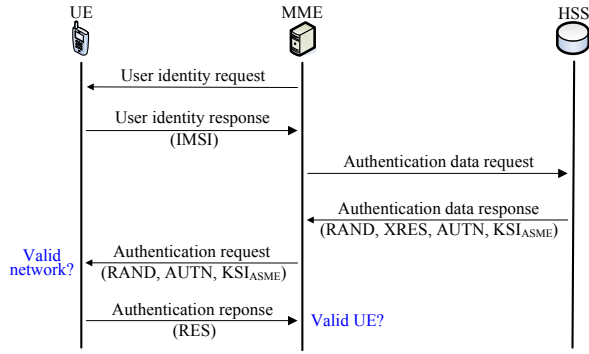 UE MME HSS
User identity request
User identity response
(IMSI)
Authentication data request
Authentication data response
(RAND, XRES, AUTN, KSIASME)
Valid
network?
Authentication request
(RAND, AUTN, KSIASME)
Authentication reponse
(RES)
Valid UE?